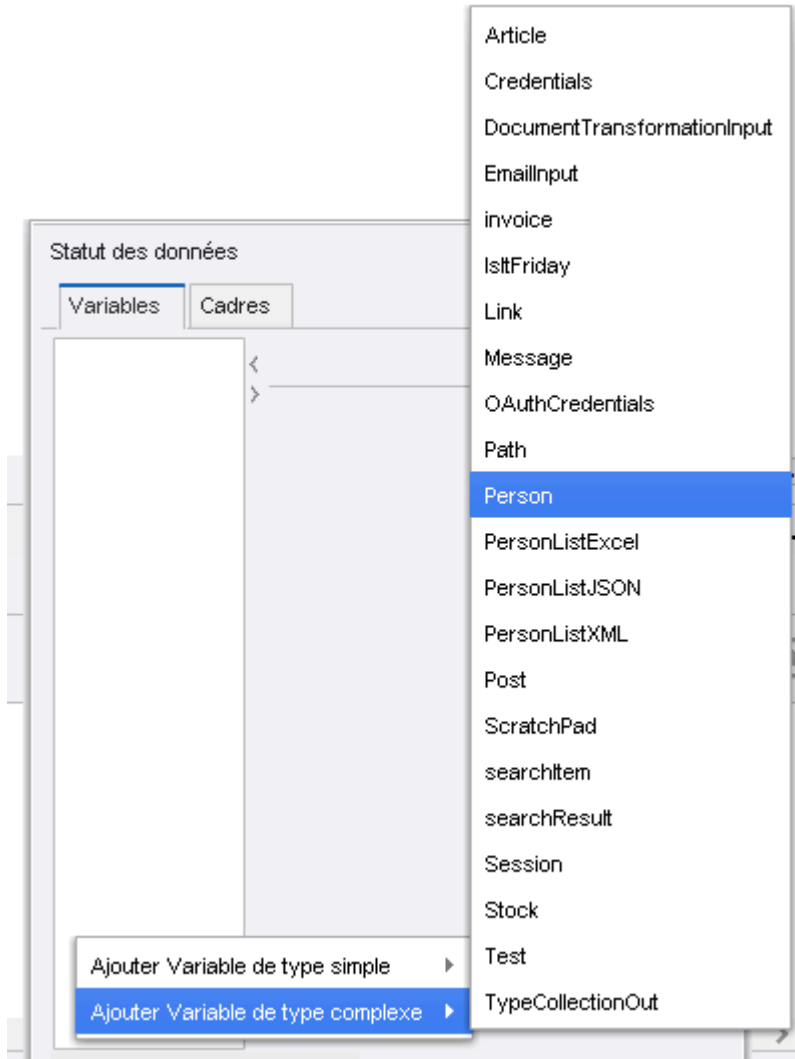 Article
Credentials
DocumentTransformationInput
EmailInput
invoice
IsItFriday
Link
Message
OAuthCredentials
Path
Person
PersonListExcel
PersonListJSON
PersonListXML
Post
ScratchPad
searchItem
searchResult
Session
Stock
Test
TypeCollectionOut
Statut des données
Variables
Cadres
Ajouter Variable de type simple
Ajouter Variable de type complexe